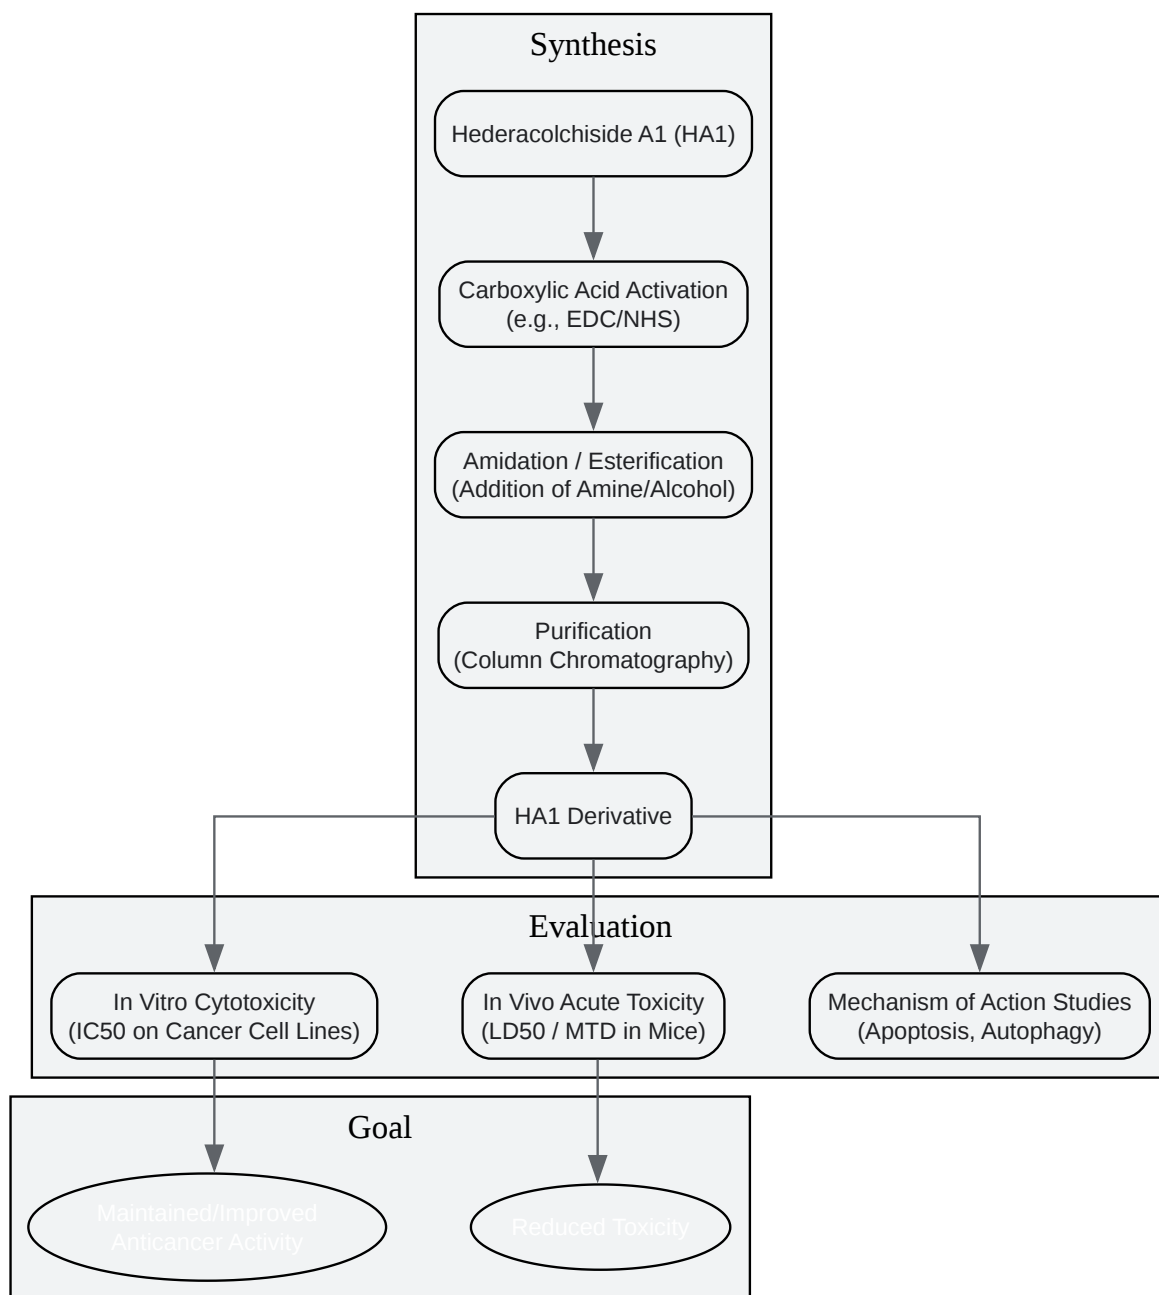 Synthesis
Hederacolchiside A1 (HA1)
Carboxylic Acid Activation
(e.g., EDC/NHS)
Amidation / Esterification
(Addition of Amine/Alcohol)
Purification
(Column Chromatography)
HA1 Derivative
Evaluation
In Vitro Cytotoxicity
(IC50 on Cancer Cell Lines)
In Vivo Acute Toxicity
(LD50 / MTD in Mice)
Mechanism of Action Studies
(Apoptosis, Autophagy)
Goal
Maintained/Improved
Anticancer Activity
Reduced Toxicity